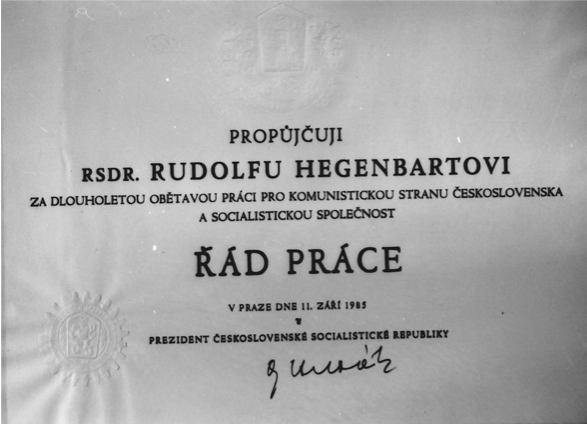 PROPŮJČUJI
RSDR. RUDOLFU HEGENBARTOVI
ZA DLOUHOLETOU OBĚTAVOU PRÁCI PRO KOMUNISTICKOU STRANU ČESKOSLOVENSKA
A SOCIALISTICKOU SPOLEČNOST
ŘÁD PRÁCE
V PRAZE DNE 11. ZÁŘÍ 1985
PREZIDENT ČESKOSLOVENSKÉ SOCIALISTICKÉ REPUBLIKY